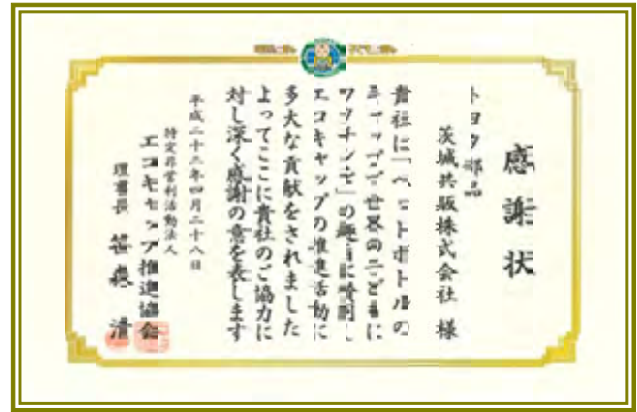 感謝状
トヨタ部品
茨城共販株式会社 様
貴社に「ペットボトルの
キャップで世界の子どもに
ワクチンを」の趣旨に賛同し
エコキャップの推進活動に
多大な貢献をされました
よってここに貴社のご協力に
対し深く感謝の意を表します
平成二十三年四月二十八日
特定非営利活動法人
エコキャップ推進協会
理事長 笹森 清